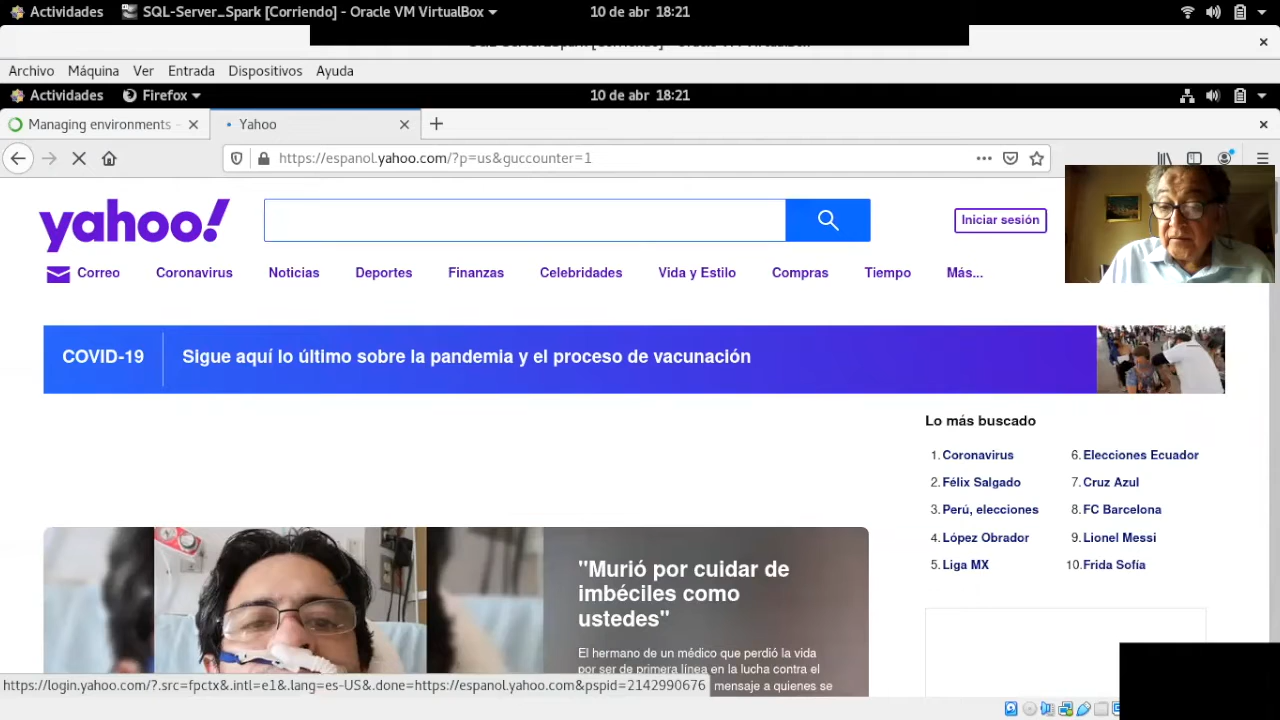 Actividades SQL-Server_Spark [Corriendo] - Oracle VM VirtualBox 10 de abr 18:21
Archivo Máquina Ver Entrada Dispositivos Ayuda
Actividades Firefox 10 de abr 18:21
Managing environments Yahoo
https://espanol.yahoo.com/?p=us&guccounter=1
yahoo!
Iniciar sesión
Correo Coronavirus Noticias Deportes Finanzas Celebridades Vida y Estilo Compras Tiempo Más...
COVID-19 Sigue aquí lo último sobre la pandemia y el proceso de vacunación
Lo más buscado
1. Coronavirus
2. Félix Salgado
3. Perú, elecciones
4. López Obrador
5. Liga MX
6. Elecciones Ecuador
7. Cruz Azul
8. FC Barcelona
9. Lionel Messi
10. Frida Sofía
"Murió por cuidar de
imbéciles como
ustedes"
El hermano de un médico que perdió la vida
por ser de primera línea en la lucha contra el
mensaje a quienes se
https://login.yahoo.com/?.src=fpctx&.intl=e1&.lang=es-US&.done=https://espanol.yahoo.com&pspid=2142990676